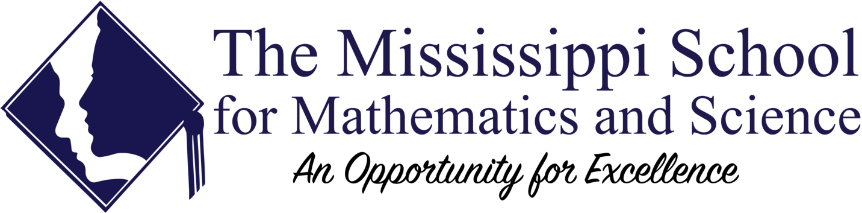 The Mississippi School
for Mathematics and Science
An Opportunity for Excellence